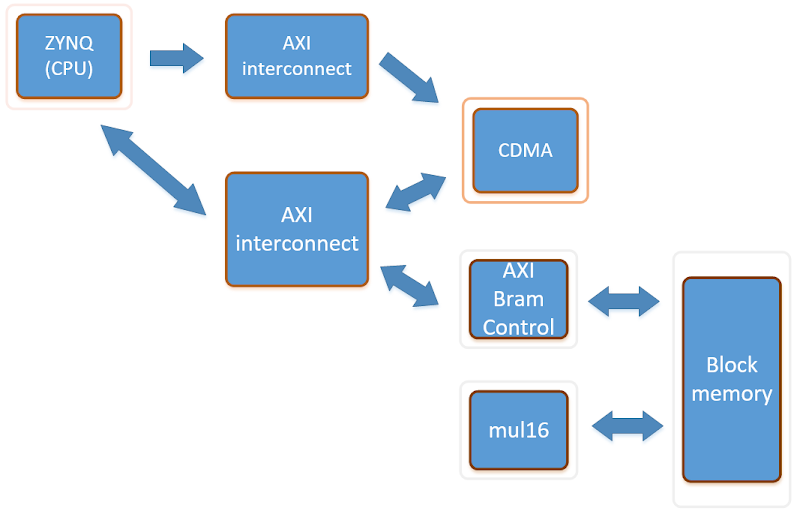 ZYNQ
(CPU)
AXI
interconnect
CDMA
AXI
interconnect
AXI
Bram
Control
Block
memory
mul16